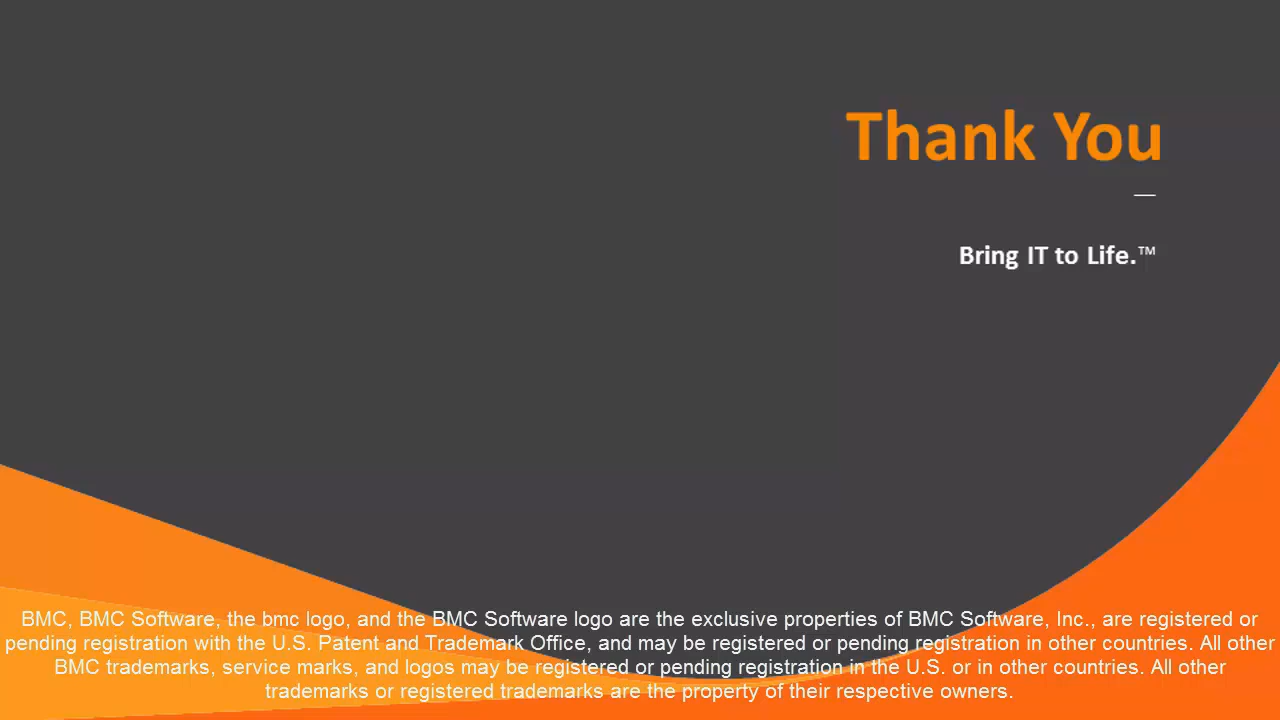 Thank You
Bring IT to Life.™
BMC, BMC Software, the bmc logo, and the BMC Software logo are the exclusive properties of BMC Software, Inc., are registered or
pending registration with the U.S. Patent and Trademark Office, and may be registered or pending registration in other countries. All other
BMC trademarks, service marks, and logos may be registered or pending registration in the U.S. or in other countries. All other
trademarks or registered trademarks are the property of their respective owners.